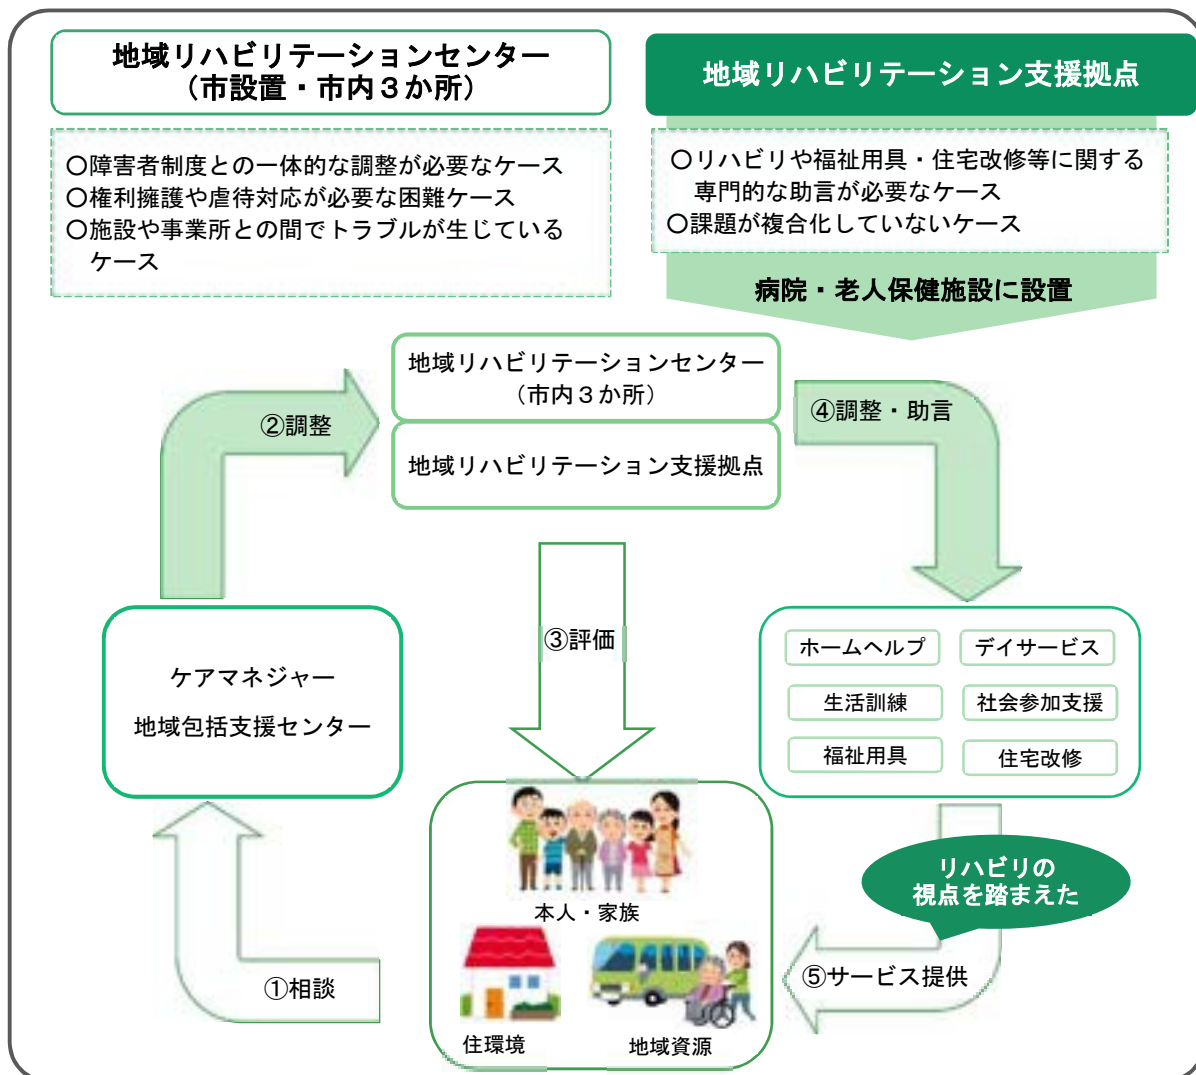 地域リハビリテーションセンター
（市設置・市内３か所）
〇障害者制度との一体的な調整が必要なケース
〇権利擁護や虐待対応が必要な困難ケース
〇施設や事業所との間でトラブルが生じている
ケース
地域リハビリテーション支援拠点
〇リハビリや福祉用具・住宅改修等に関する
専門的な助言が必要なケース
〇課題が複合化していないケース
病院・老人保健施設に設置
地域リハビリテーションセンター
（市内３か所）
地域リハビリテーション支援拠点
②調整
④調整・助言
③評価
ケアマネジャー
地域包括支援センター
ホームヘルプ
デイサービス
生活訓練
社会参加支援
福祉用具
住宅改修
リハビリの
視点を踏まえた
本人・家族
①相談
⑤サービス提供
住環境
地域資源